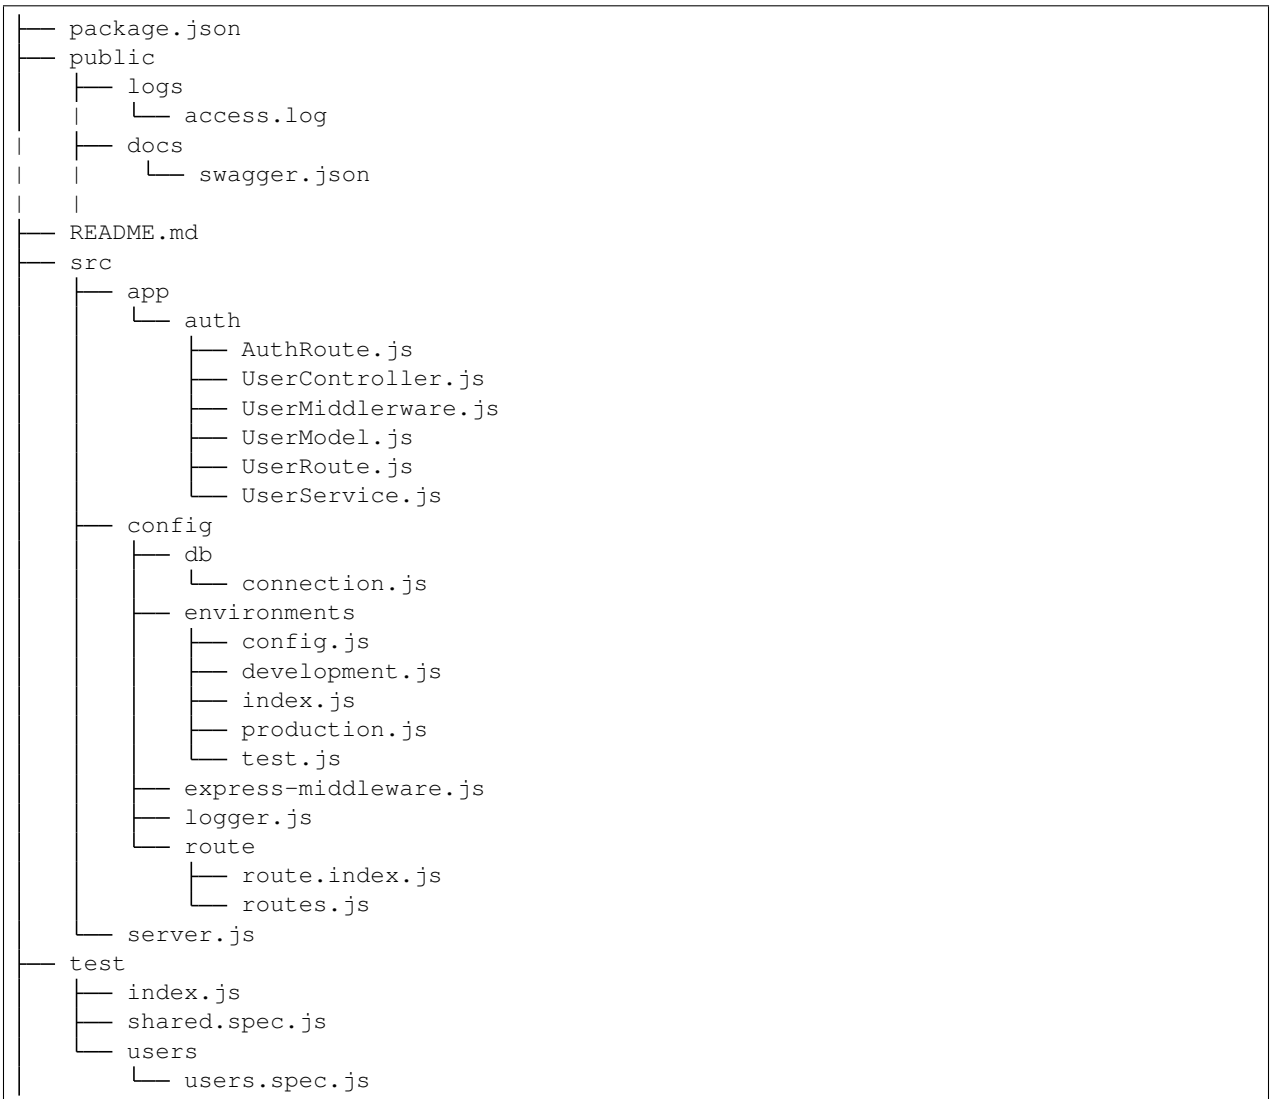 ├── package.json
├── public
│   ├── logs
│   |   └── access.log
|   ├── docs
|   |    └── swagger.json
|   |
├── README.md
├── src
│   ├── app
│   │   └── auth
│   │       ├── AuthRoute.js
│   │       ├── UserController.js
│   │       ├── UserMiddlerware.js
│   │       ├── UserModel.js
│   │       ├── UserRoute.js
│   │       └── UserService.js
│   ├── config
│   │   ├── db
│   │   │   └── connection.js
│   │   ├── environments
│   │   │   ├── config.js
│   │   │   ├── development.js
│   │   │   ├── index.js
│   │   │   ├── production.js
│   │   │   └── test.js
│   │   ├── express-middleware.js
│   │   ├── logger.js
│   │   └── route
│   │       ├── route.index.js
│   │       └── routes.js
│   └── server.js
├── test
│   ├── index.js
│   ├── shared.spec.js
│   └── users
│       └── users.spec.js